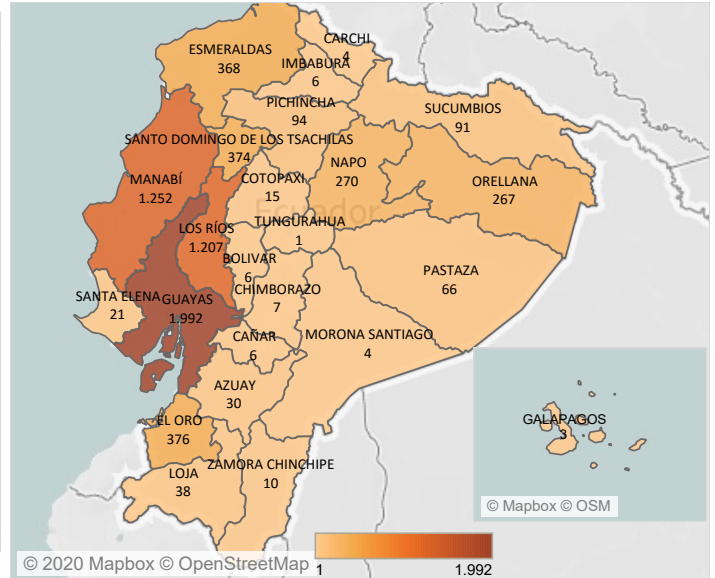 CARCHI
4
ESMERALDAS
368
IMBABURA
6
PICHINCHA
94
SUCUMBIOS
91
SANTO DOMINGO DE LOS TSACHILAS
374
NAPO
270
COTOPAXI
15
ORELLANA
267
MANABÍ
1.252
Ecuador
TUNGURAHUA
1
LOS RÍOS
1.207
BOLIVAR
6
PASTAZA
66
CHIMBORAZO
7
SANTA ELENA
21
GUAYAS
1.992
CAÑAR
6
MORONA SANTIAGO
4
AZUAY
30
EL ORO
376
GALAPAGOS
3
ZAMORA CHINCHIPE
10
LOJA
38
© Mapbox © OSM
© 2020 Mapbox © OpenStreetMap
1
1.992